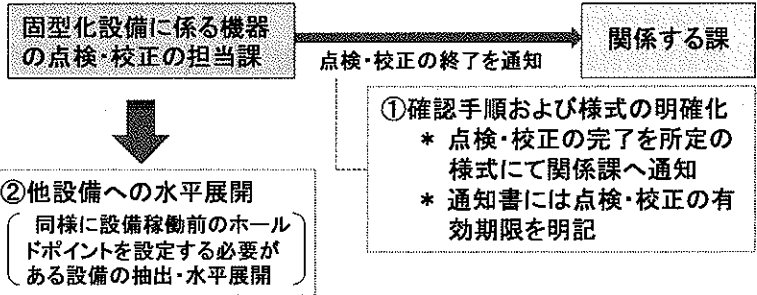 固型化設備に係る機器
の点検・校正の担当課
点検・校正の終了を通知
関係する課
①確認手順および様式の明確化
* 点検・校正の完了を所定の
様式にて関係課へ通知
* 通知書には点検・校正の有
効期限を明記
②他設備への水平展開
同様に設備稼働前のホール
ドポイントを設定する必要が
ある設備の抽出・水平展開